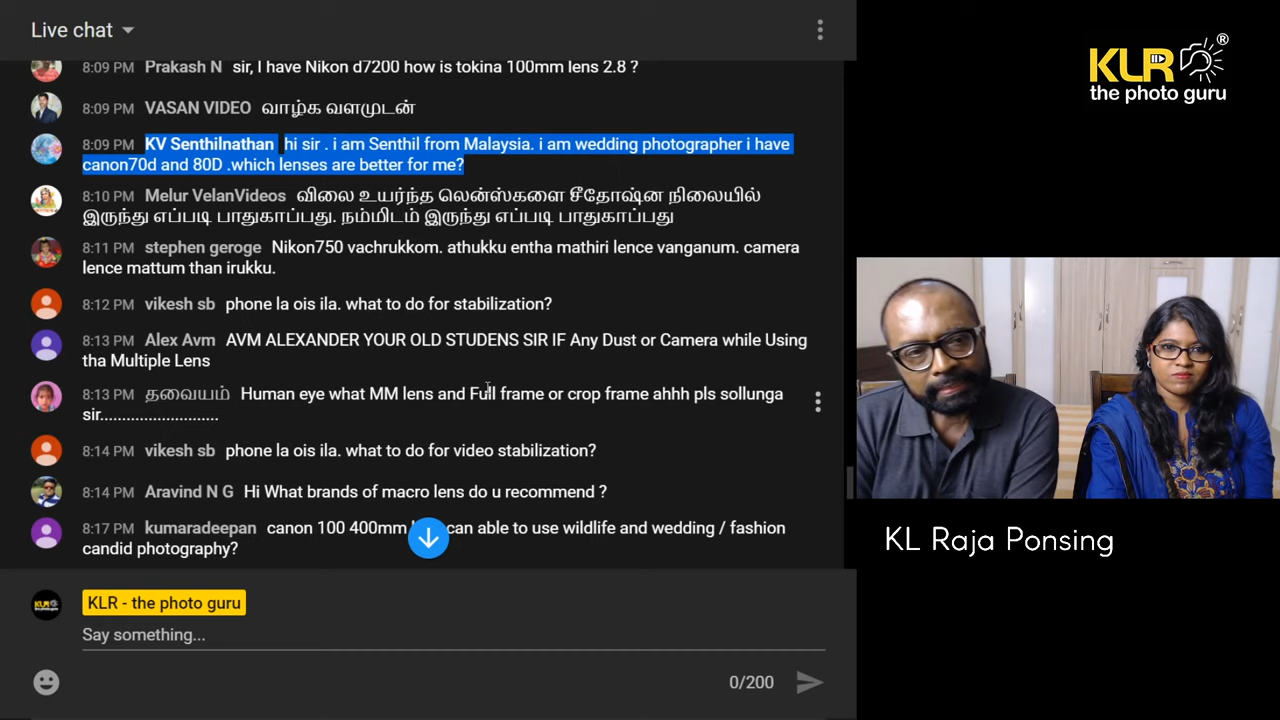 Live chat
8:09 PM Prakash N sir, I have Nikon d7200 how is tokina 100mm lens 2.8 ?
8:09 PM VASAN VIDEO வாழ்க வளமுடன்
8:09 PM KV Senthilnathan hi sir . i am Senthil from Malaysia. i am wedding photographer i have
canon70d and 80D .which lenses are better for me?
8:10 PM Melur VelanVideos விலை உயர்ந்த லென்ஸ்களை சீதோஷ்ன நிலையில்
இருந்து எப்படி பாதுகாப்பது. நம்மிடம் இருந்து எப்படி பாதுகாப்பது
8:11 PM stephen geroge Nikon750 vachrukkom. athukku entha mathiri lence vanganum. camera
lence mattum than irukku.
8:12 PM vikesh sb phone la ois ila. what to do for stabilization?
8:13 PM Alex Avm AVM ALEXANDER YOUR OLD STUDENS SIR IF Any Dust or Camera while Using
tha Multiple Lens
8:13 PM தவையம் Human eye what MM lens and Full frame or crop frame ahhh pls sollunga
sir..........................
8:14 PM vikesh sb phone la ois ila. what to do for video stabilization?
8:14 PM Aravind N G Hi What brands of macro lens do u recommend ?
8:17 PM kumaradeepan canon 100 400mm can able to use wildlife and wedding / fashion
candid photography?
KLR - the photo guru
Say something...
0/200
KLR ®
the photo guru
KL Raja Ponsing